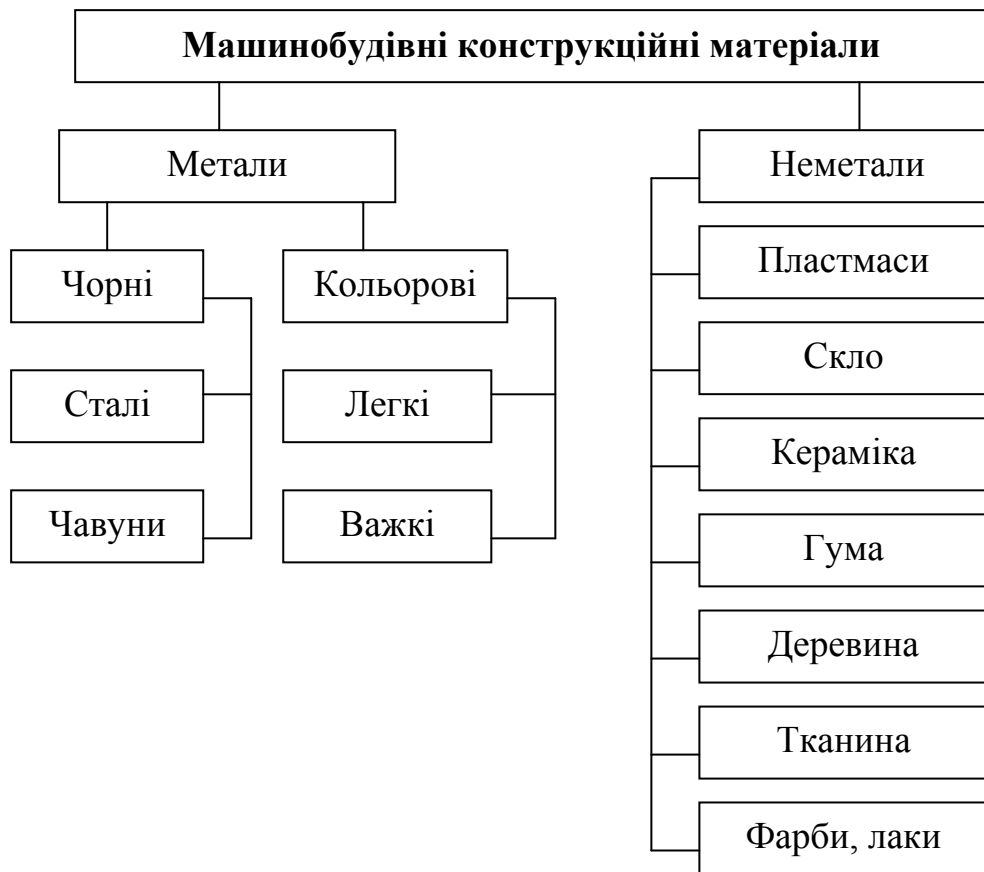 Машинобудівні конструкційні матеріали
Метали
Неметали
Чорні
Кольорові
Пластмаси
Сталі
Легкі
Скло
Чавуни
Важкі
Кераміка
Гума
Деревина
Тканина
Фарби, лаки